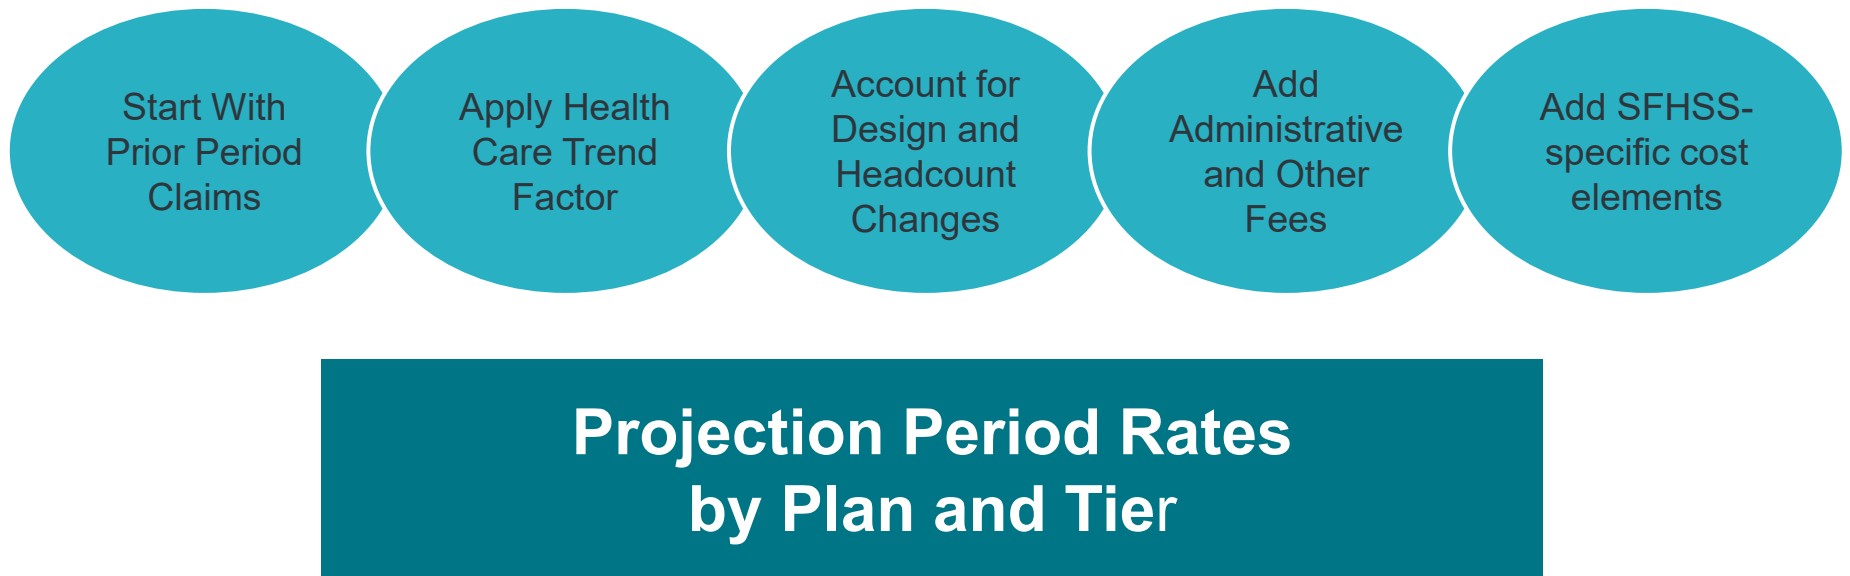 Start With
Prior Period
Claims
Apply Health
Care Trend
Factor
Account for
Design and
Headcount
Changes
Add
Administrative
and Other
Fees
Add SFHSS-
specific cost
elements
Projection Period Rates
by Plan and Tier